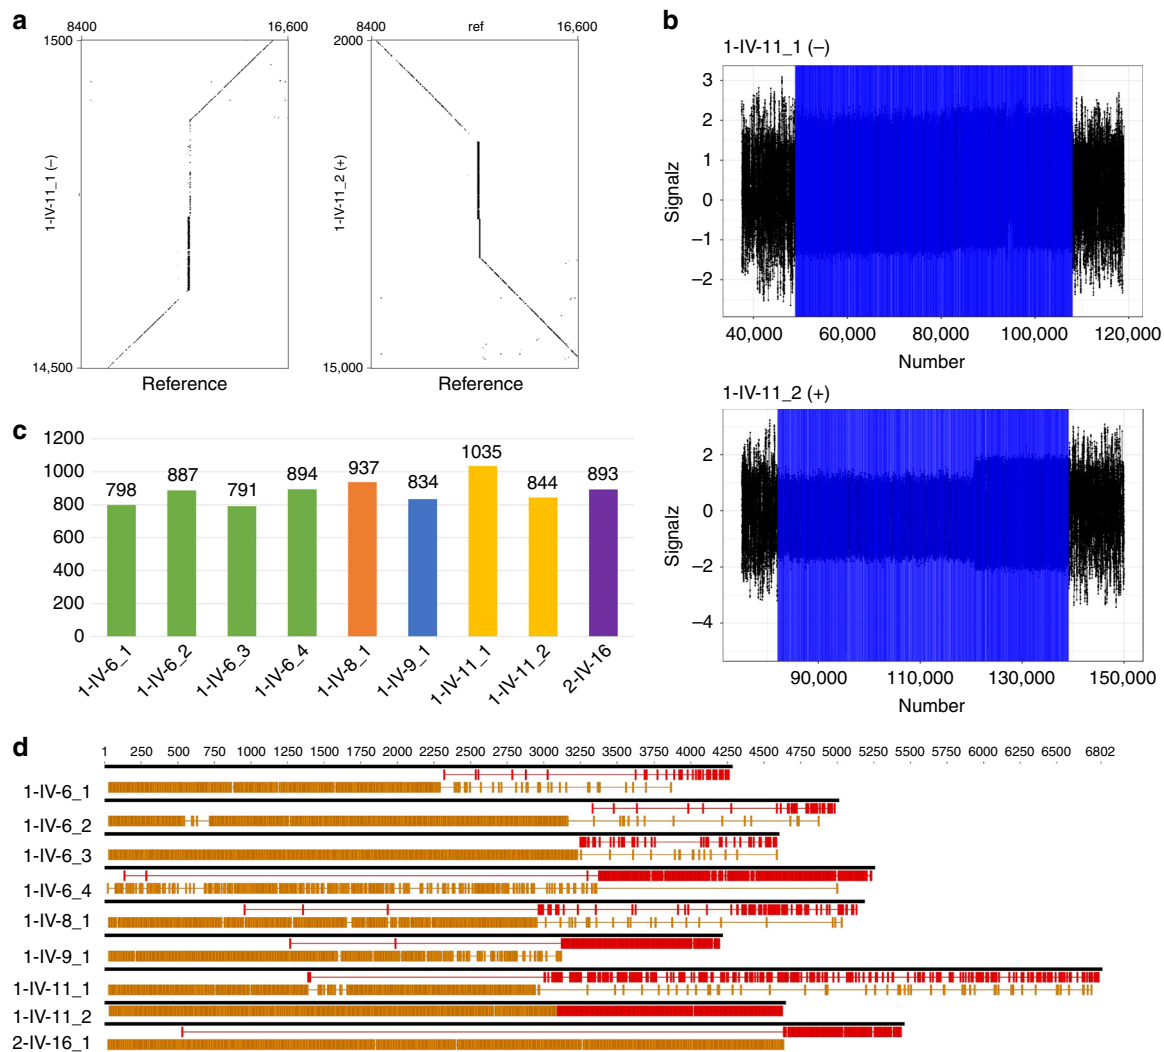 a
8400 16,600
1500
1-IV-11_1 (–)
14,500
Reference
8400 ref 16,600
2000
1-IV-11_2 (+)
15,000
Reference
b
1-IV-11_1 (–)
3
2
1
0
–1
–2
Signalz
40,000 60,000 80,000 100,000 120,000
Number
1-IV-11_2 (+)
2
0
–2
–4
Signalz
90,000 110,000 130,000 150,000
Number
c
1200
1000
800
600
400
200
0
798 887 791 894 937 834 1035 844 893
1-IV-6_1 1-IV-6_2 1-IV-6_3 1-IV-6_4 1-IV-8_1 1-IV-9_1 1-IV-11_1 1-IV-11_2 2-IV-16
d
1 250 500 750 1000 1250 1500 1750 2000 2250 2500 2750 3000 3250 3500 3750 4000 4250 4500 4750 5000 5250 5500 5750 6000 6250 6500 6802
1-IV-6_1
1-IV-6_2
1-IV-6_3
1-IV-6_4
1-IV-8_1
1-IV-9_1
1-IV-11_1
1-IV-11_2
2-IV-16_1